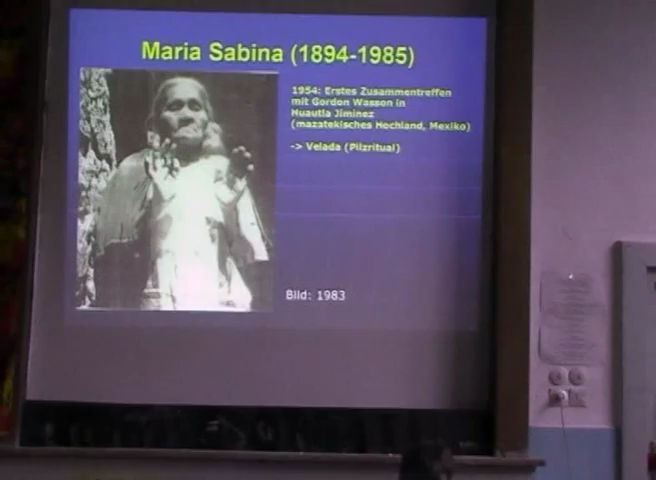 Maria Sabina (1894-1985)
1954: Erstes Zusammentreffen
mit Gordon Wasson in
Huautla Jiminez
(mazatekisches Hochland, Mexiko)
-> Velada (Pilzritual)
Bild: 1983